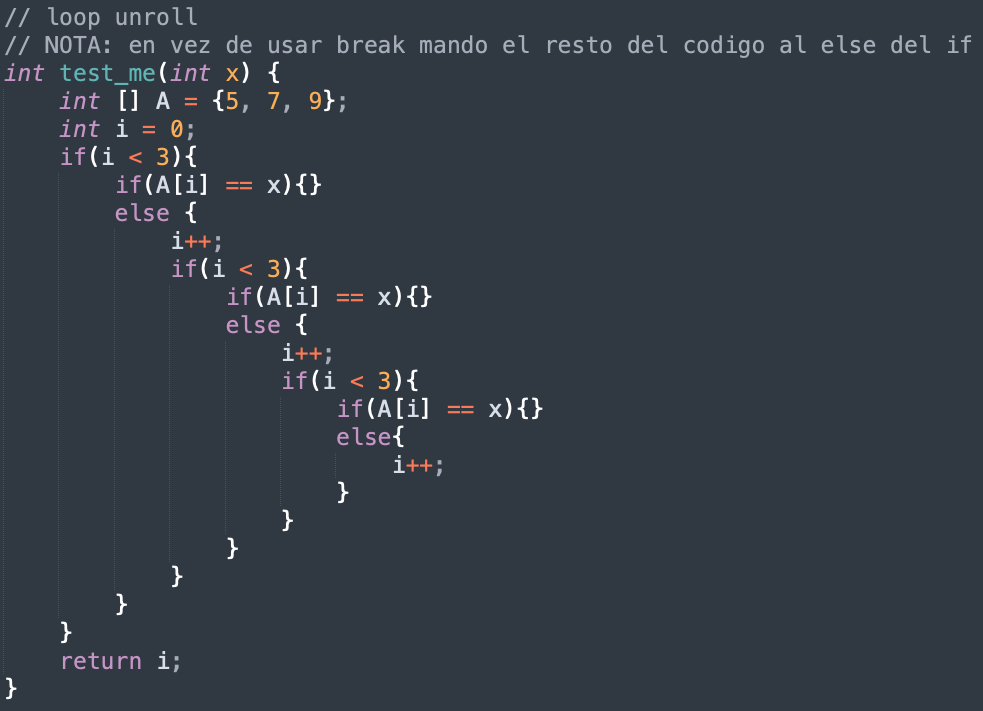 // loop unroll
// NOTA: en vez de usar break mando el resto del codigo al else del if
int test_me(int x) {
    int [] A = {5, 7, 9};
    int i = 0;
    if(i < 3){
        if(A[i] == x){}
        else {
            i++;
            if(i < 3){
                if(A[i] == x){}
                else {
                    i++;
                    if(i < 3){
                        if(A[i] == x){}
                        else{
                            i++;
                        }
                    }
                }
            }
        }
    }
    return i;
}